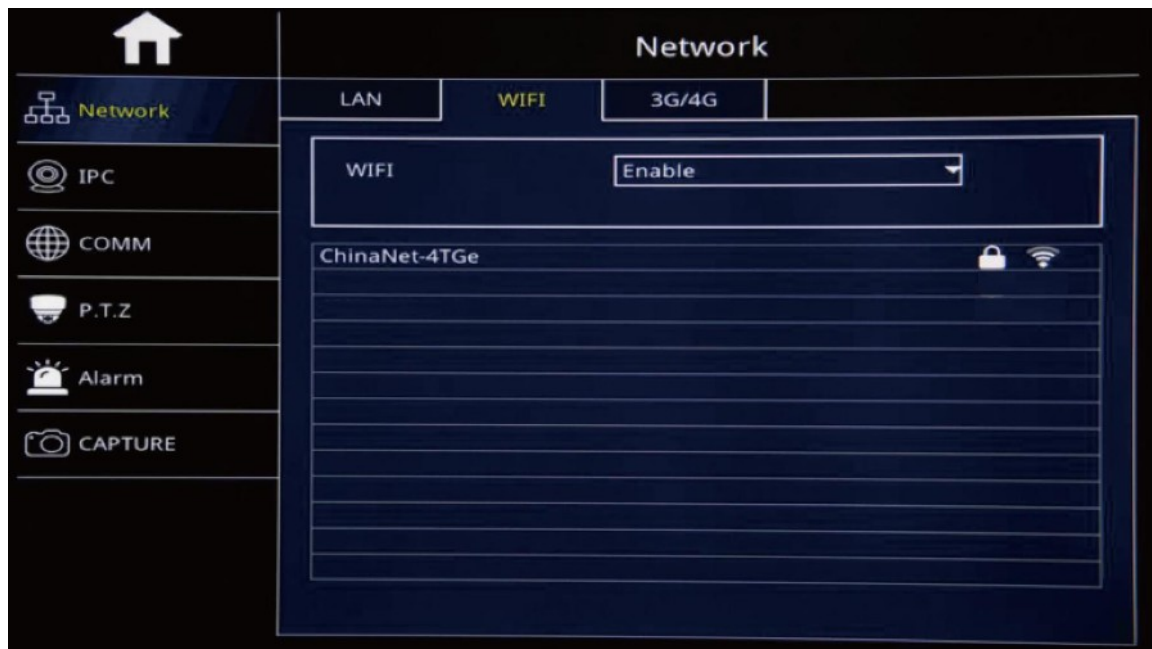 Network
Network
LAN WIFI 3G/4G
WIFI Enable
ChinaNet-4TGe
IPC
COMM
P.T.Z
Alarm
CAPTURE